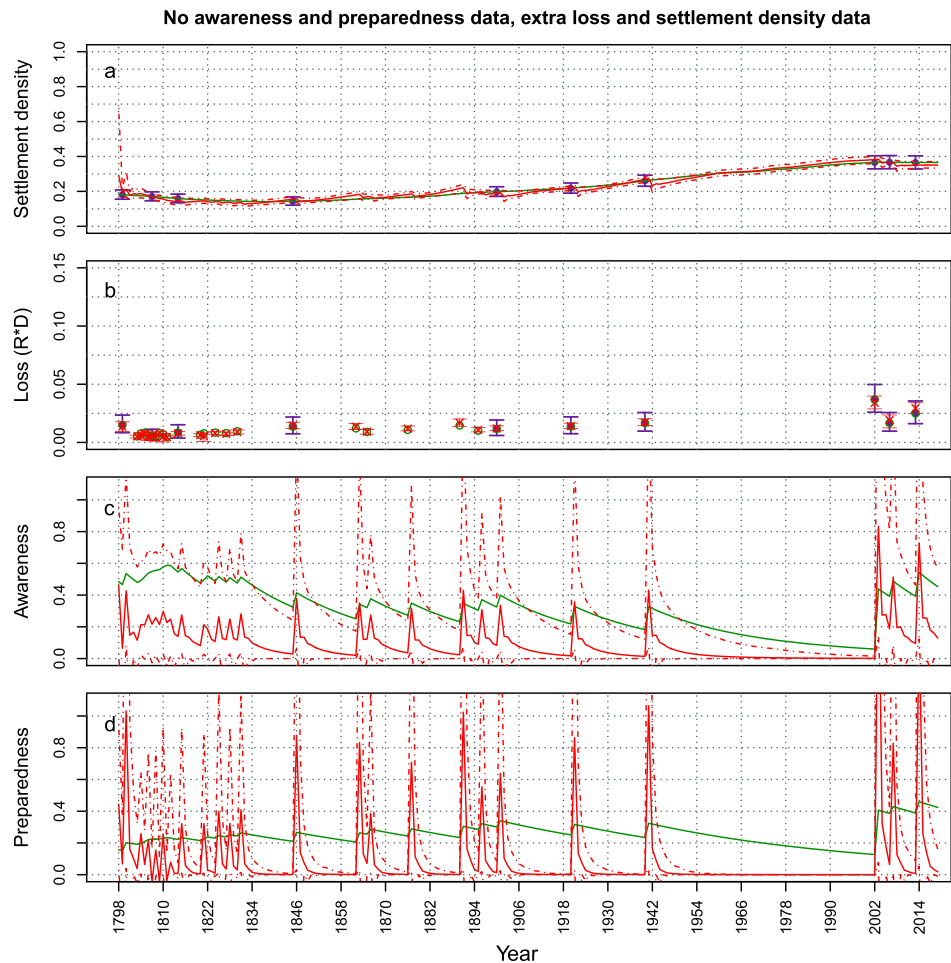 No awareness and preparedness data, extra loss and settlement density data
a
Settlement density
0.0 0.2 0.4 0.6 0.8 1.0
b
Loss (R*D)
0.00 0.05 0.10 0.15
c
Awareness
0.0 0.4 0.8
d
Preparedness
0.0 0.4 0.8
1798 1810 1822 1834 1846 1858 1870 1882 1894 1906 1918 1930 1942 1954 1966 1978 1990 2002 2014
Year